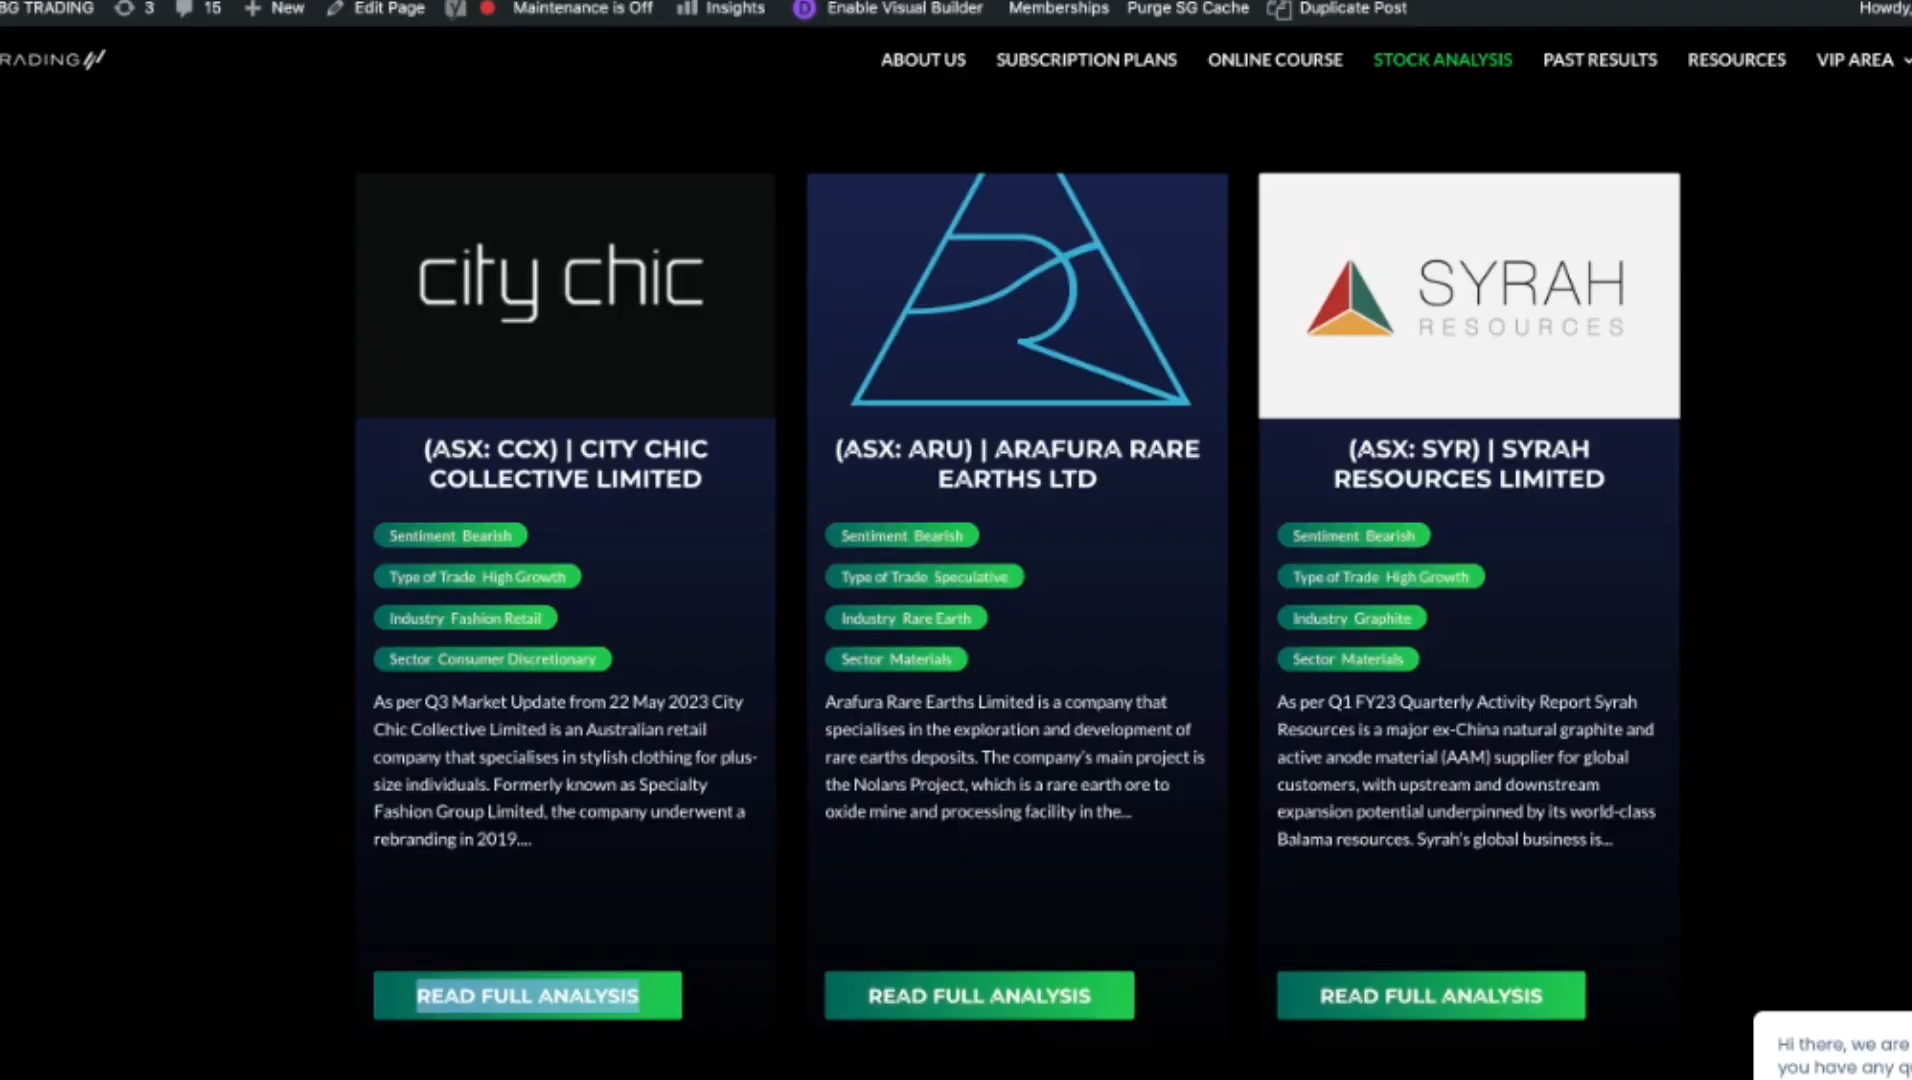 BG TRADING 3 15 New Edit Page Maintenance is Off Insights Enable Visual Builder Memberships Purge SG Cache Duplicate Post Howdy,
RADING ABOUT US SUBSCRIPTION PLANS ONLINE COURSE STOCK ANALYSIS PAST RESULTS RESOURCES VIP AREA
city chic
(ASX: CCX) | CITY CHIC
COLLECTIVE LIMITED
Sentiment Bearish
Type of Trade High Growth
Industry Fashion Retail
Sector Consumer Discretionary
As per Q3 Market Update from 22 May 2023 City
Chic Collective Limited is an Australian retail
company that specialises in stylish clothing for plus-
size individuals. Formerly known as Specialty
Fashion Group Limited, the company underwent a
rebranding in 2019....
READ FULL ANALYSIS
(ASX: ARU) | ARAFURA RARE
EARTHS LTD
Sentiment Bearish
Type of Trade Speculative
Industry Rare Earth
Sector Materials
Arafura Rare Earths Limited is a company that
specialises in the exploration and development of
rare earths deposits. The company's main project is
the Nolans Project, which is a rare earth ore to
oxide mine and processing facility in the...
READ FULL ANALYSIS
SYRAH
RESOURCES
(ASX: SYR) | SYRAH
RESOURCES LIMITED
Sentiment Bearish
Type of Trade High Growth
Industry Graphite
Sector Materials
As per Q1 FY23 Quarterly Activity Report Syrah
Resources is a major ex-China natural graphite and
active anode material (AAM) supplier for global
customers, with upstream and downstream
expansion potential underpinned by its world-class
Balama resources. Syrah's global business is...
READ FULL ANALYSIS
Hi there, we are
you have any